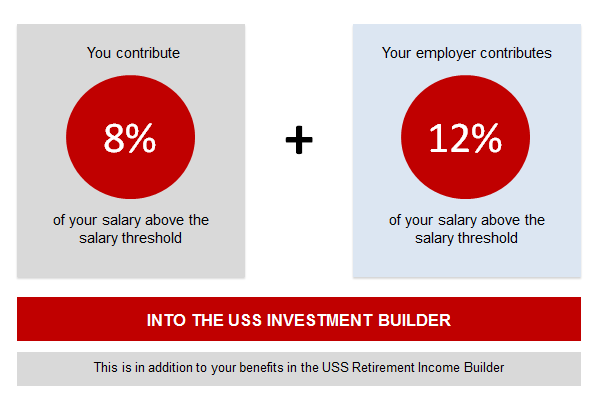 You contribute
8%
of your salary above the
salary threshold
+
Your employer contributes
12%
of your salary above the
salary threshold
INTO THE USS INVESTMENT BUILDER
This is in addition to your benefits in the USS Retirement Income Builder